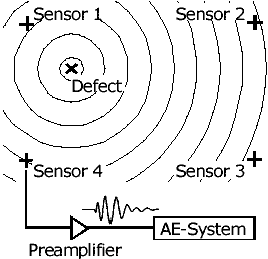 Sensor 1
Sensor 2
Defect
Sensor 4
Sensor 3
AE-System
Preamplifier